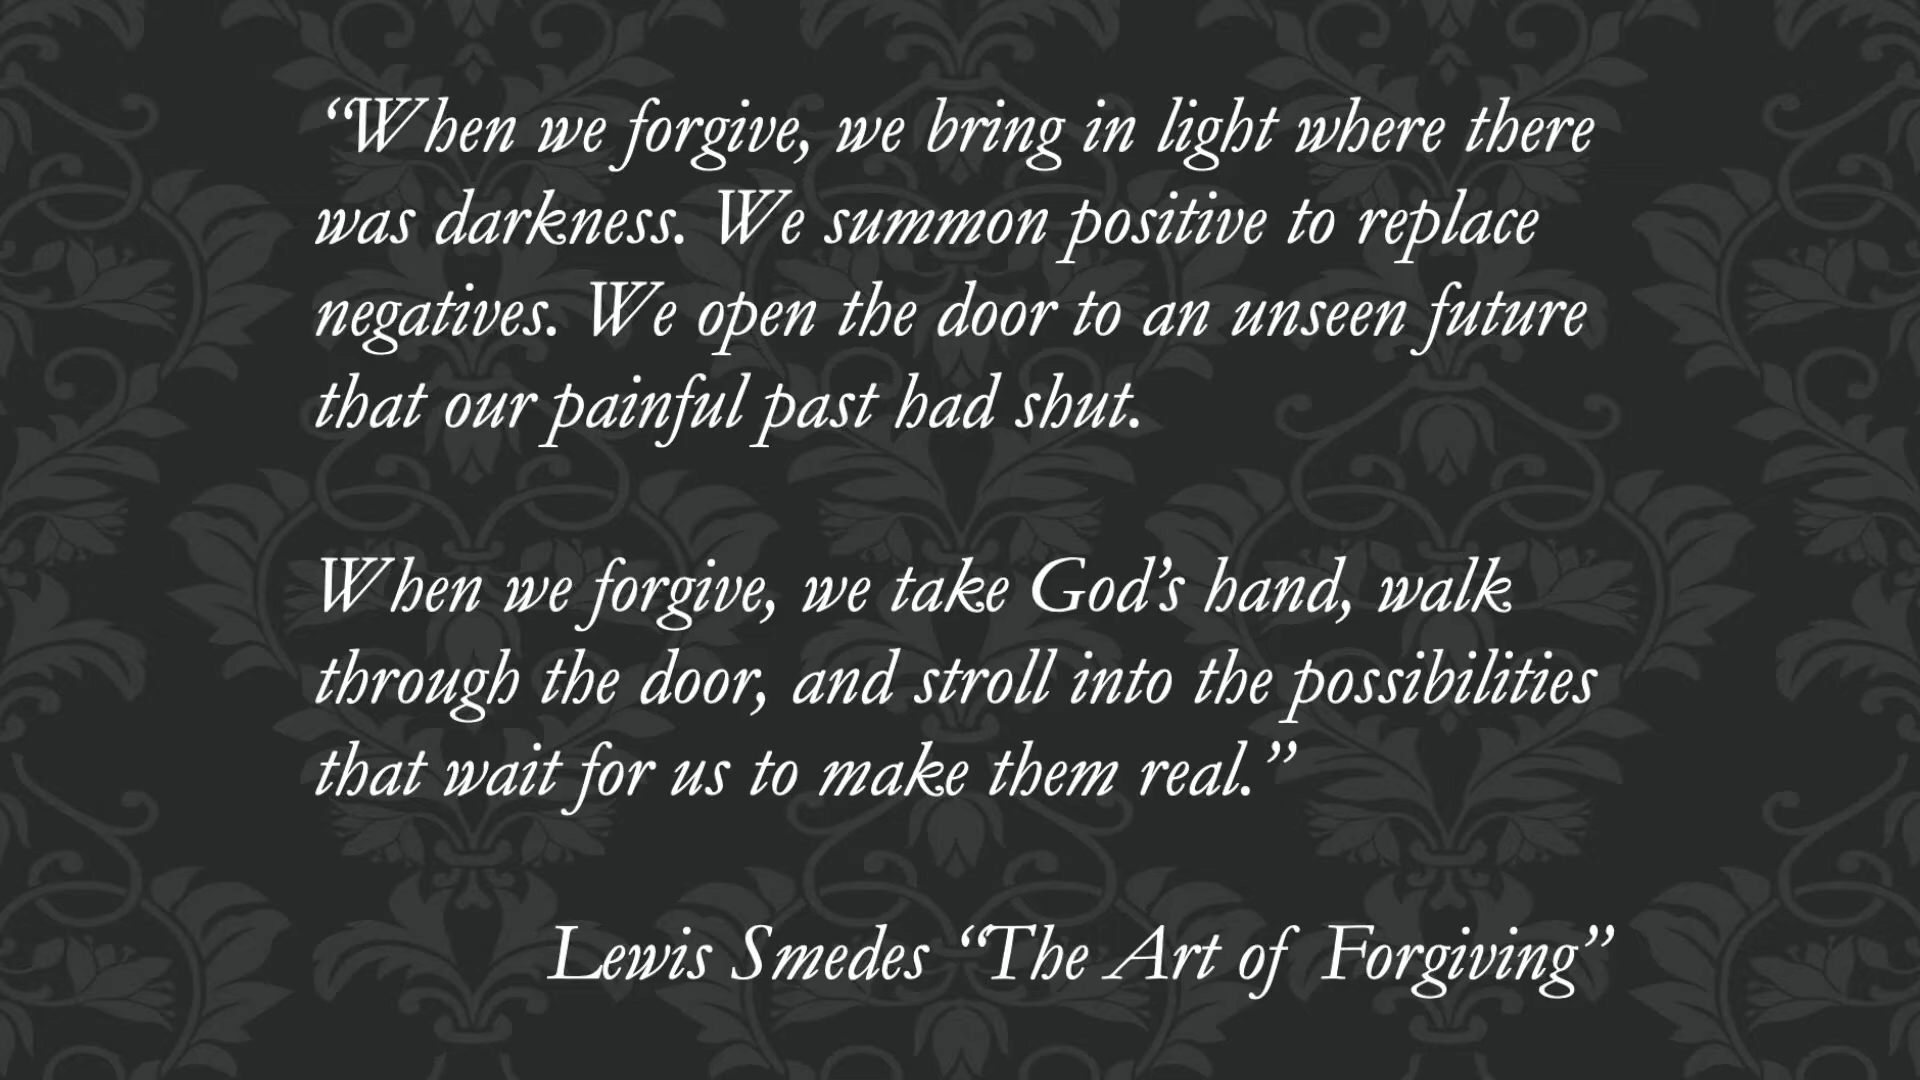 “When we forgive, we bring in light where there
was darkness. We summon positive to replace
negatives. We open the door to an unseen future
that our painful past had shut.
When we forgive, we take God’s hand, walk
through the door, and stroll into the possibilities
that wait for us to make them real.”
Lewis Smedes “The Art of Forgiving”